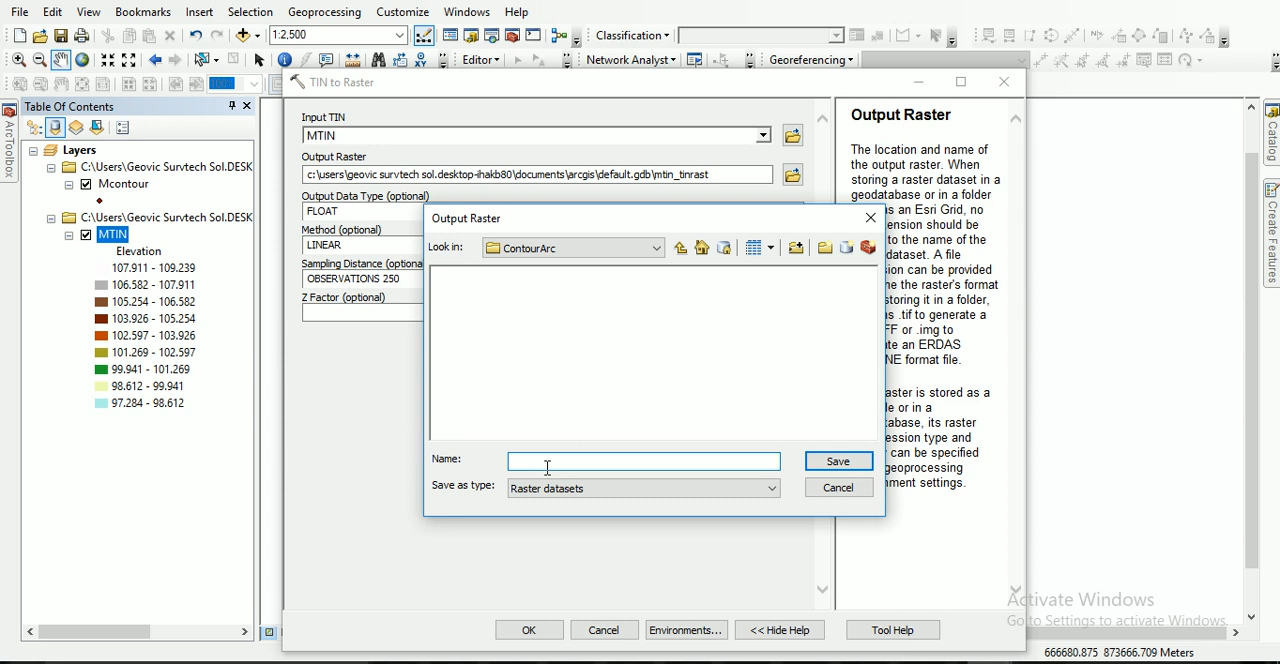 File Edit View Bookmarks Insert Selection Geoprocessing Customize Windows Help
1:2,500 Classification
Editor Network Analyst Georeferencing
100%
Table Of Contents
TIN to Raster
ArcToolbox
Catalog
Create Features
Layers
C:\Users\Geovic Survtech Sol.DESK
Mcontour
C:\Users\Geovic Survtech Sol.DESK
MTIN
Elevation
107.911 - 109.239
106.582 - 107.911
105.254 - 106.582
103.926 - 105.254
102.597 - 103.926
101.269 - 102.597
99.941 - 101.269
98.612 - 99.941
97.284 - 98.612
Input TIN
MTIN
Output Raster
c:\users\geovic survtech sol.desktop-ihakb80\documents\arcgis\default.gdb\mtin_tinrast
Output Data Type (optional)
FLOAT
Method (optional)
LINEAR
Sampling Distance (optiona
OBSERVATIONS 250
Z Factor (optional)
Output Raster
Look in: ContourArc
Name:
Save
Save as type: Raster datasets
Cancel
Output Raster
The location and name of
the output raster. When
storing a raster dataset in a
geodatabase or in a folder
s an Esri Grid, no
ension should be
to the name of the
dataset. A file
sion can be provided
ne the raster's format
storing it in a folder,
s .tif to generate a
FF or .img to
te an ERDAS
NE format file.
aster is stored as a
le or in a
tabase, its raster
ession type and
can be specified
geoprocessing
nment settings.
OK Cancel Environments... << Hide Help Tool Help
Activate Windows
Go to Settings to activate Windows.
666680.875 873666.709 Meters